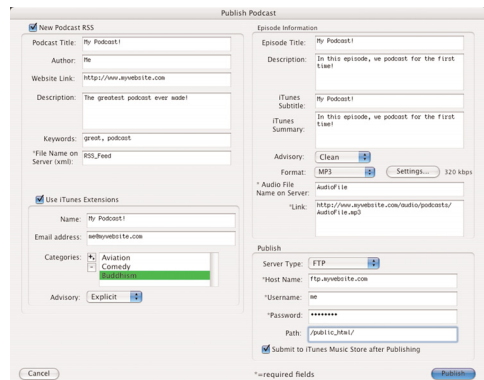 Publish Podcast
New Podcast RSS
Podcast Title: My Podcast!
Author: Me
Website Link: http://www.mywebsite.com
Description: The greatest podcast ever made!
Keywords: great, podcast
*File Name on
Server (xml): RSS_Feed
Use iTunes Extensions
Name: My Podcast!
Email address: me@mywebsite.com
Categories: + Aviation
- Comedy
Buddhism
Advisory: Explicit
Cancel
Episode Information
Episode Title: My Podcast!
Description: In this episode, we podcast for the first
time!
iTunes
Subtitle: My Podcast!
iTunes
Summary: In this episode, we podcast for the first
time!
Advisory: Clean
Format: MP3 Settings... 320 kbps
* Audio File
Name on Server: AudioFile
*Link: http://www.mywebsite.com/audio/podcasts/
AudioFile.mp3
Publish
Server Type: FTP
*Host Name: ftp.mywebsite.com
*Username: me
*Password: ••••••••
Path: /public_html/
Submit to iTunes Music Store after Publishing
*=required fields
Publish